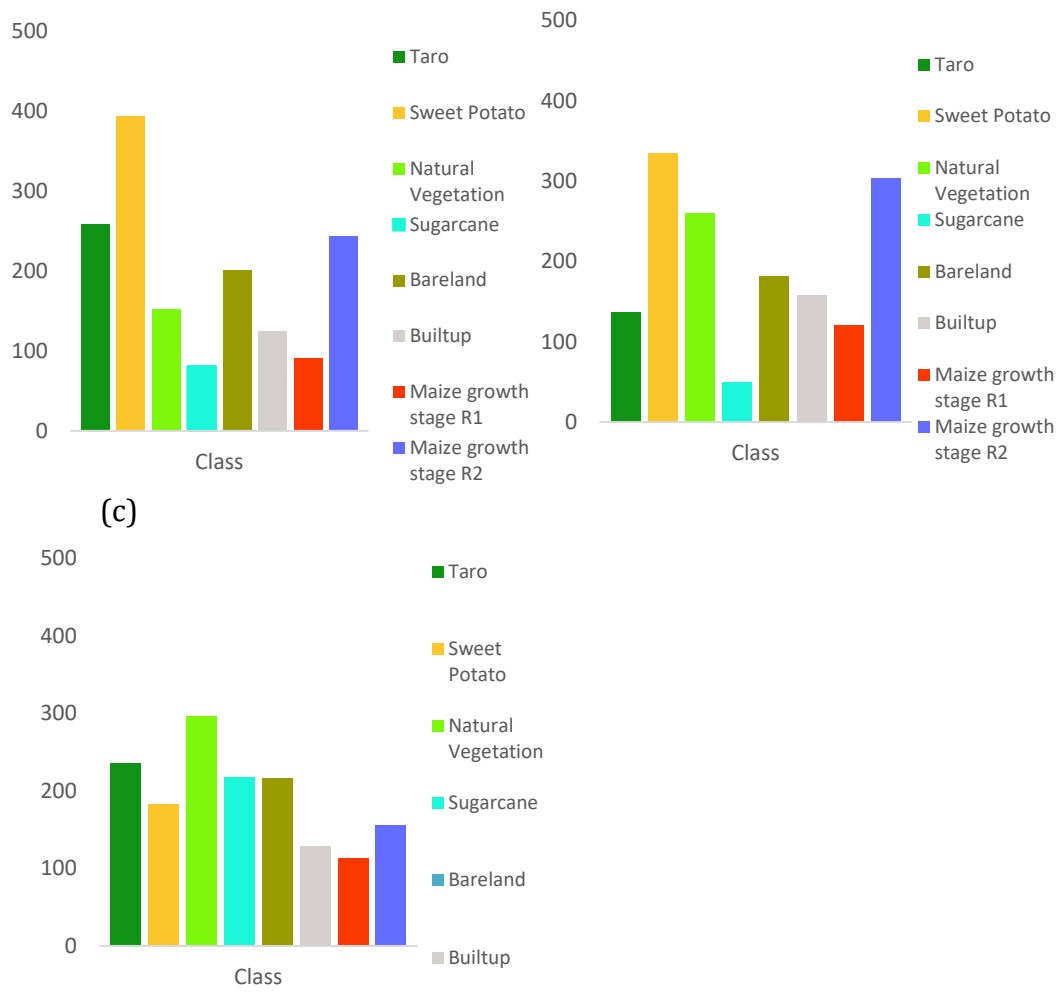 500
400
300
200
100
0
Class
Taro
Sweet Potato
Natural
Vegetation
Sugarcane
Bareland
Builtup
Maize growth
stage R1
Maize growth
stage R2
500
400
300
200
100
0
Class
Taro
Sweet Potato
Natural
Vegetation
Sugarcane
Bareland
Builtup
Maize growth
stage R1
Maize growth
stage R2
(c)
500
400
300
200
100
0
Class
Taro
Sweet
Potato
Natural
Vegetation
Sugarcane
Bareland
Builtup